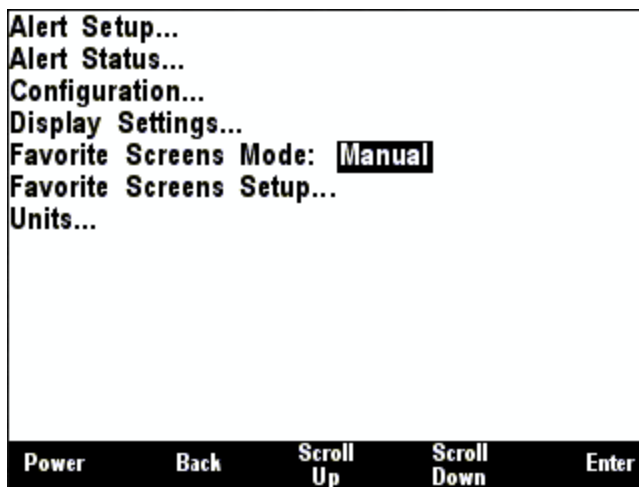 Alert Setup...
Alert Status...
Configuration...
Display Settings...
Favorite Screens Mode: Manual
Favorite Screens Setup...
Units...
Power Back Scroll Up Scroll Down Enter